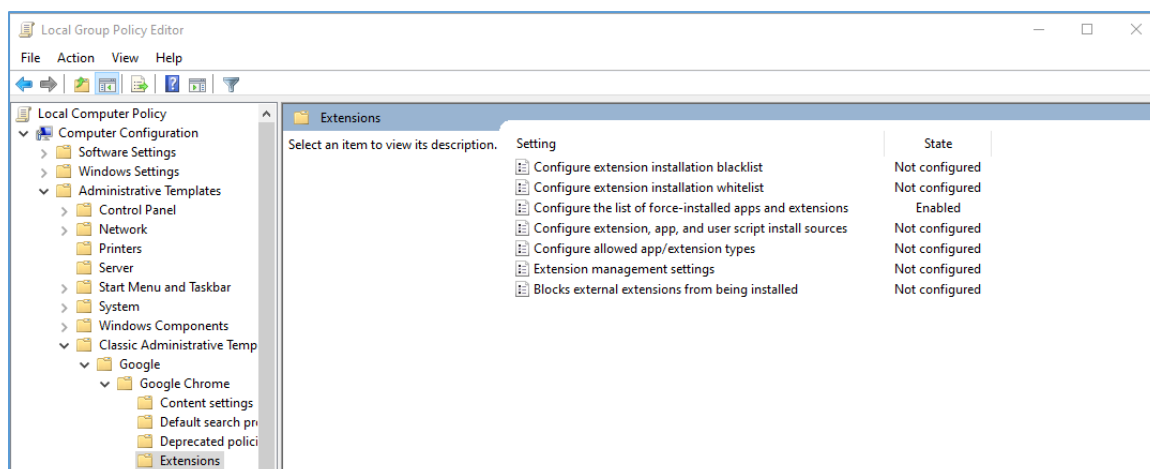 Local Group Policy Editor
File Action View Help
Local Computer Policy
Computer Configuration
Software Settings
Windows Settings
Administrative Templates
Control Panel
Network
Printers
Server
Start Menu and Taskbar
System
Windows Components
Classic Administrative Temp
Google
Google Chrome
Content settings
Default search pr
Deprecated polici
Extensions
Extensions
Select an item to view its description.
Setting State
Configure extension installation blacklist Not configured
Configure extension installation whitelist Not configured
Configure the list of force-installed apps and extensions Enabled
Configure extension, app, and user script install sources Not configured
Configure allowed app/extension types Not configured
Extension management settings Not configured
Blocks external extensions from being installed Not configured